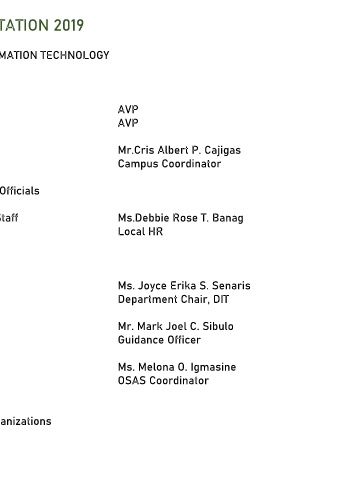 TATION 2019
MATION TECHNOLOGY
AVP
AVP
Mr.Cris Albert P. Cajigas
Campus Coordinator
Officials
Staff
Ms.Debbie Rose T. Banag
Local HR
Ms. Joyce Erika S. Senaris
Department Chair, DIT
Mr. Mark Joel C. Sibulo
Guidance Officer
Ms. Melona O. Igmasine
OSAS Coordinator
anizations